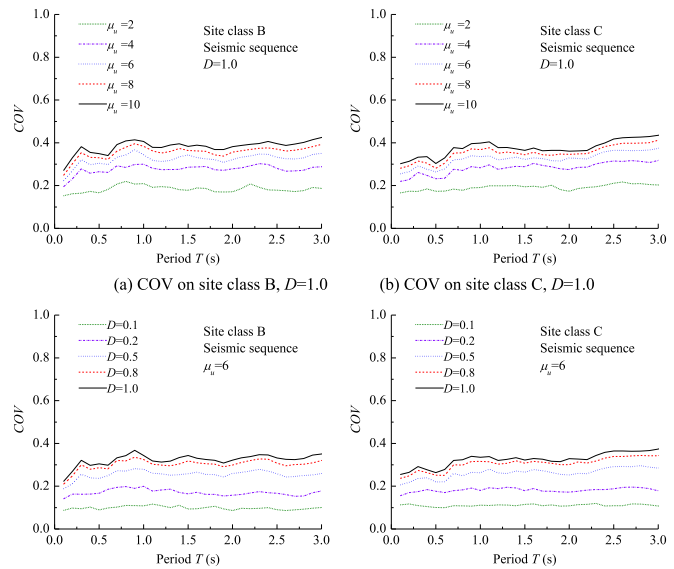 1.0
0.8
0.6
0.4
0.2
0.0
COV
μu =2
μu =4
μu =6
μu =8
μu =10
Site class B
Seismic sequence
D=1.0
0.0 0.5 1.0 1.5 2.0 2.5 3.0
Period T (s)
1.0
0.8
0.6
0.4
0.2
0.0
COV
μu =2
μu =4
μu =6
μu =8
μu =10
Site class C
Seismic sequence
D=1.0
0.0 0.5 1.0 1.5 2.0 2.5 3.0
Period T (s)
(a) COV on site class B, D=1.0
(b) COV on site class C, D=1.0
1.0
0.8
0.6
0.4
0.2
0.0
COV
D=0.1
D=0.2
D=0.5
D=0.8
D=1.0
Site class B
Seismic sequence
μu=6
0.0 0.5 1.0 1.5 2.0 2.5 3.0
Period T (s)
1.0
0.8
0.6
0.4
0.2
0.0
COV
D=0.1
D=0.2
D=0.5
D=0.8
D=1.0
Site class C
Seismic sequence
μu=6
0.0 0.5 1.0 1.5 2.0 2.5 3.0
Period T (s)